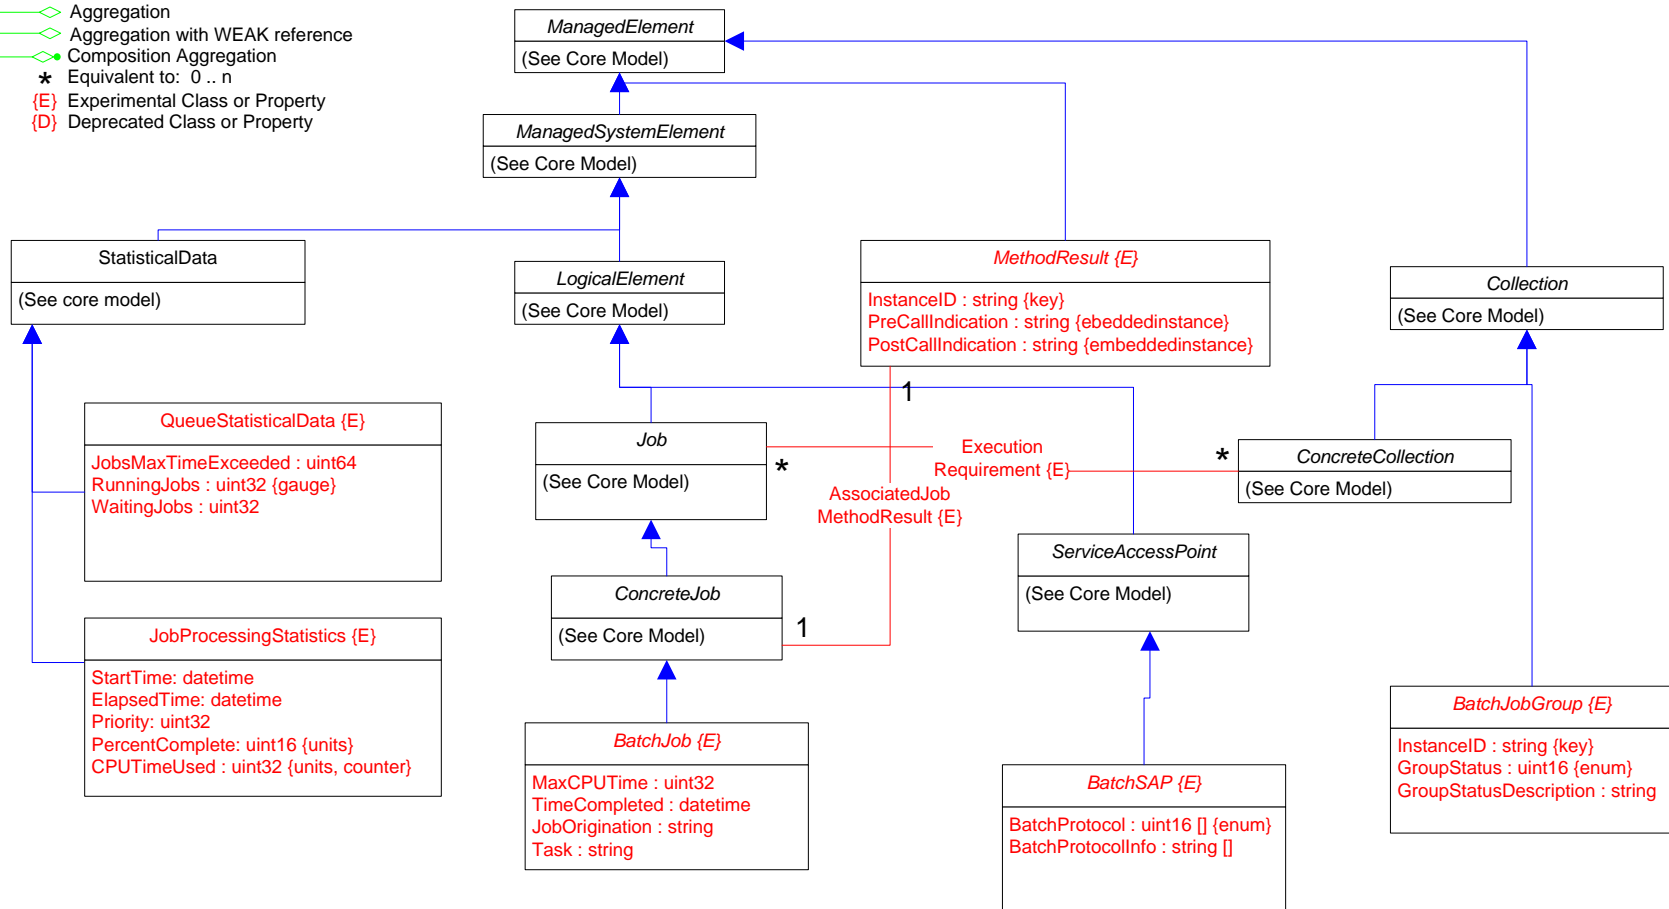 Aggregation
Aggregation with WEAK reference
Composition Aggregation
* Equivalent to: 0 .. n
{E} Experimental Class or Property
{D} Deprecated Class or Property
ManagedElement
(See Core Model)
ManagedSystemElement
(See Core Model)
StatisticalData
(See core model)
LogicalElement
(See Core Model)
MethodResult {E}
InstanceID : string {key}
PreCallIndication : string {ebeddedinstance}
PostCallIndication : string {embeddedinstance}
Collection
(See Core Model)
1
QueueStatisticalData {E}
JobsMaxTimeExceeded : uint64
RunningJobs : uint32 {gauge}
WaitingJobs : uint32
Job
(See Core Model)
*
Execution
Requirement {E}
*
ConcreteCollection
(See Core Model)
AssociatedJob
MethodResult {E}
ServiceAccessPoint
(See Core Model)
ConcreteJob
(See Core Model)
1
JobProcessingStatistics {E}
StartTime: datetime
ElapsedTime: datetime
Priority: uint32
PercentComplete: uint16 {units}
CPUTimeUsed : uint32 {units, counter}
BatchJob {E}
MaxCPUTime : uint32
TimeCompleted : datetime
JobOrigination : string
Task : string
BatchSAP {E}
BatchProtocol : uint16 [] {enum}
BatchProtocolInfo : string []
BatchJobGroup {E}
InstanceID : string {key}
GroupStatus : uint16 {enum}
GroupStatusDescription : string